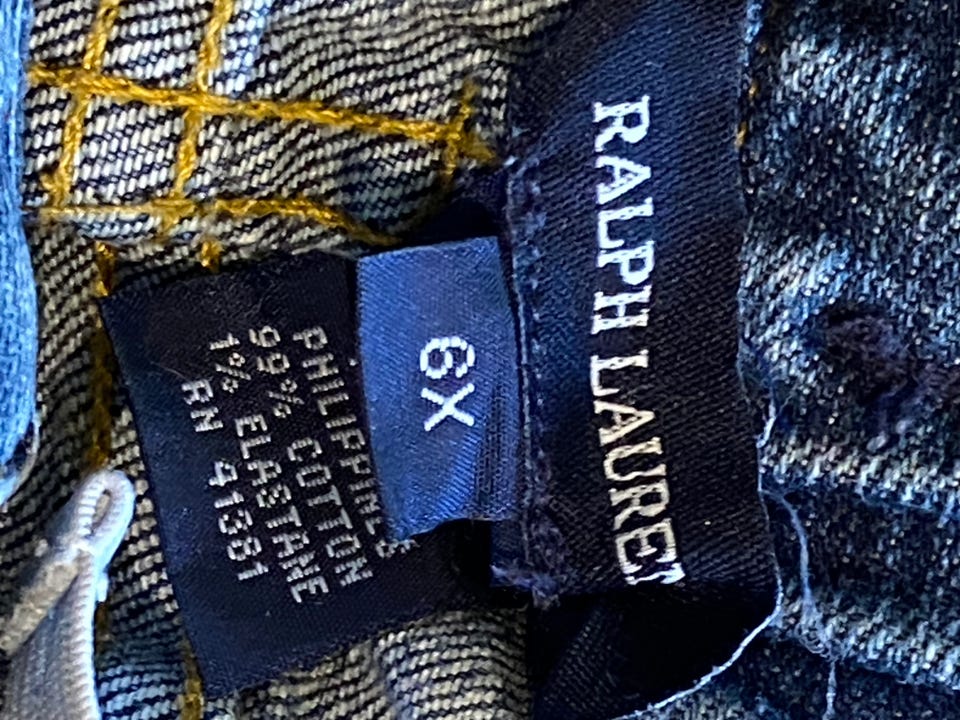 RALPH LAUREN
6X
PHILIPPINES
99% COTTON
1% ELASTANE
RN 41381